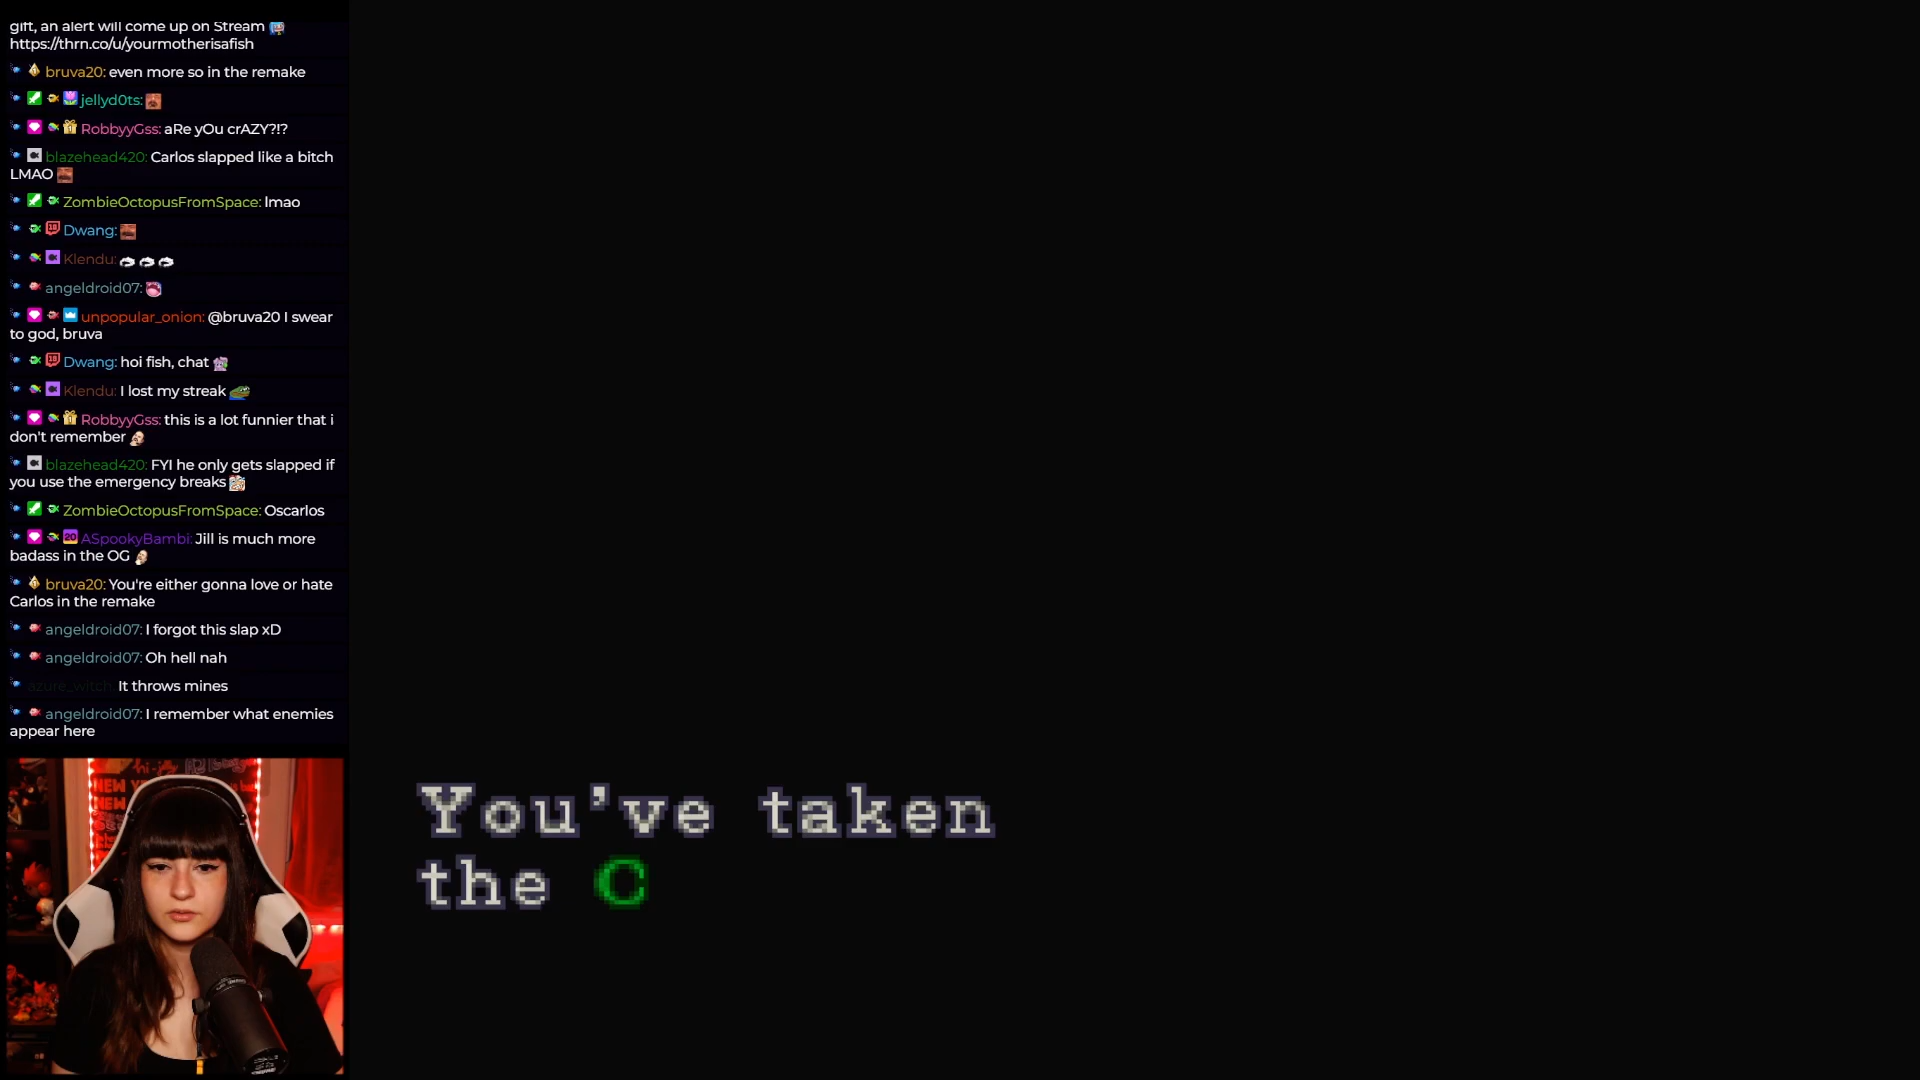 gift, an alert will come up on Stream
https://thrn.co/u/yourmotherisafish
bruva20: even more so in the remake
jellyd0ts:
RobbyyGss: aRe yOu crAZY?!?
blazehead420: Carlos slapped like a bitch
LMAO
ZombieOctopusFromSpace: lmao
Dwang:
Klendu:
angeldroid07:
unpopular_onion: @bruva20 I swear
to god, bruva
Dwang: hoi fish, chat
Klendu: I lost my streak
RobbyyGss: this is a lot funnier that i
don't remember
blazehead420: FYI he only gets slapped if
you use the emergency breaks
ZombieOctopusFromSpace: Oscarlos
ASpookyBambi: Jill is much more
badass in the OG
bruva20: You're either gonna love or hate
Carlos in the remake
angeldroid07: I forgot this slap xD
angeldroid07: Oh hell nah
azure_witch: It throws mines
angeldroid07: I remember what enemies
appear here
You've taken
the C